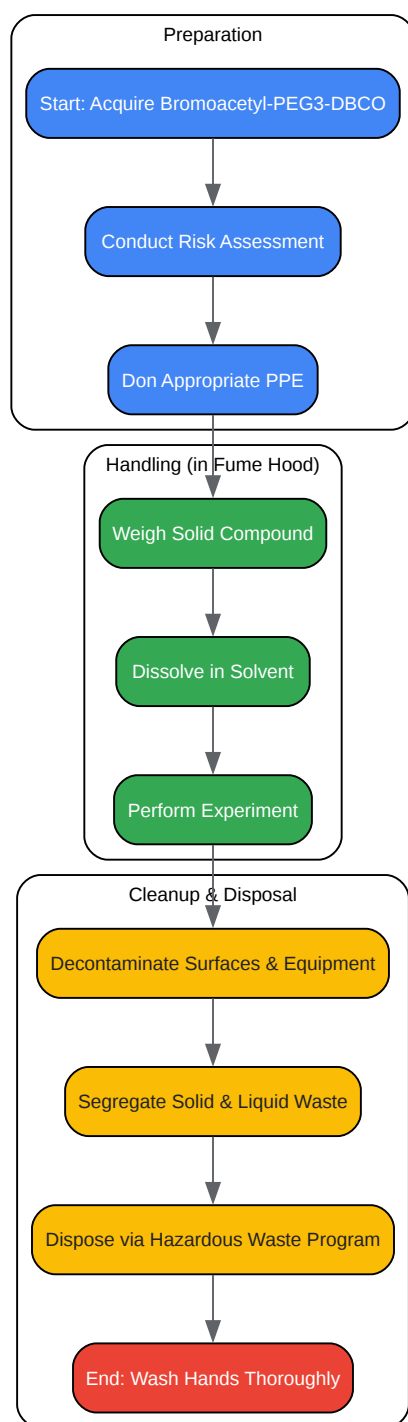 Preparation
Start: Acquire Bromoacetyl-PEG3-DBCO
Conduct Risk Assessment
Don Appropriate PPE
Handling (in Fume Hood)
Weigh Solid Compound
Dissolve in Solvent
Perform Experiment
Cleanup & Disposal
Decontaminate Surfaces & Equipment
Segregate Solid & Liquid Waste
Dispose via Hazardous Waste Program
End: Wash Hands Thoroughly